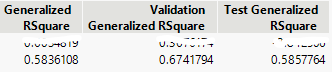 Generalized Validation Test Generalized
RSquare Generalized RSquare RSquare
0.5836108 0.6741794 0.5857764